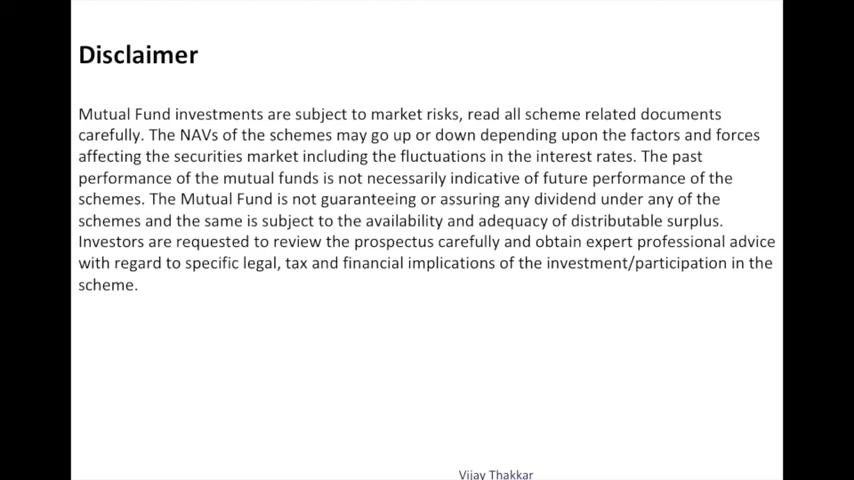 Disclaimer
Mutual Fund investments are subject to market risks, read all scheme related documents
carefully. The NAVs of the schemes may go up or down depending upon the factors and forces
affecting the securities market including the fluctuations in the interest rates. The past
performance of the mutual funds is not necessarily indicative of future performance of the
schemes. The Mutual Fund is not guaranteeing or assuring any dividend under any of the
schemes and the same is subject to the availability and adequacy of distributable surplus.
Investors are requested to review the prospectus carefully and obtain expert professional advice
with regard to specific legal, tax and financial implications of the investment/participation in the
scheme.
Vijay Thakkar